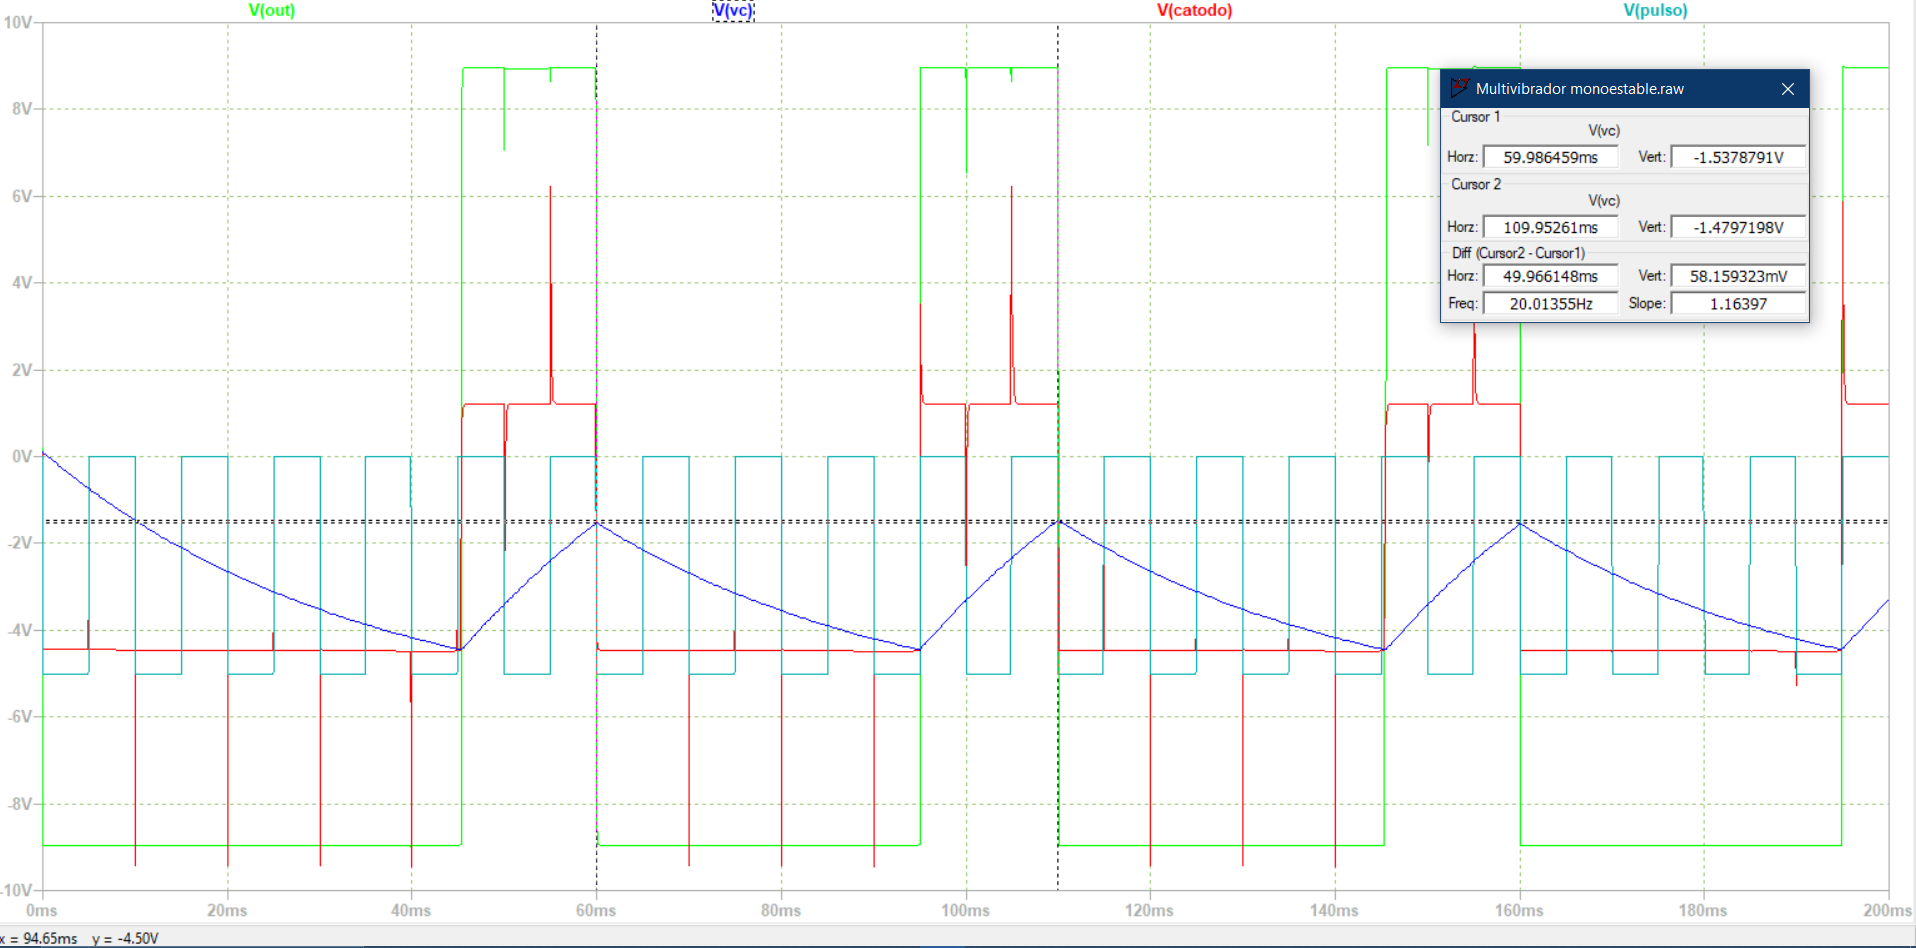 V(out) V(vc) V(catodo) V(pulso)
10V
8V
6V
4V
2V
0V
-2V
-4V
-6V
-8V
-10V
0ms 20ms 40ms 60ms 80ms 100ms 120ms 140ms 160ms 180ms 200ms
Multivibrador monoestable.raw
Cursor 1
V(vc)
Horz: 59.986459ms Vert: -1.5378791V
Cursor 2
V(vc)
Horz: 109.95261ms Vert: -1.4797198V
Diff (Cursor2 - Cursor1)
Horz: 49.966148ms Vert: 58.159323mV
Freq: 20.01355Hz Slope: 1.16397
x = 94.65ms y = -4.50V